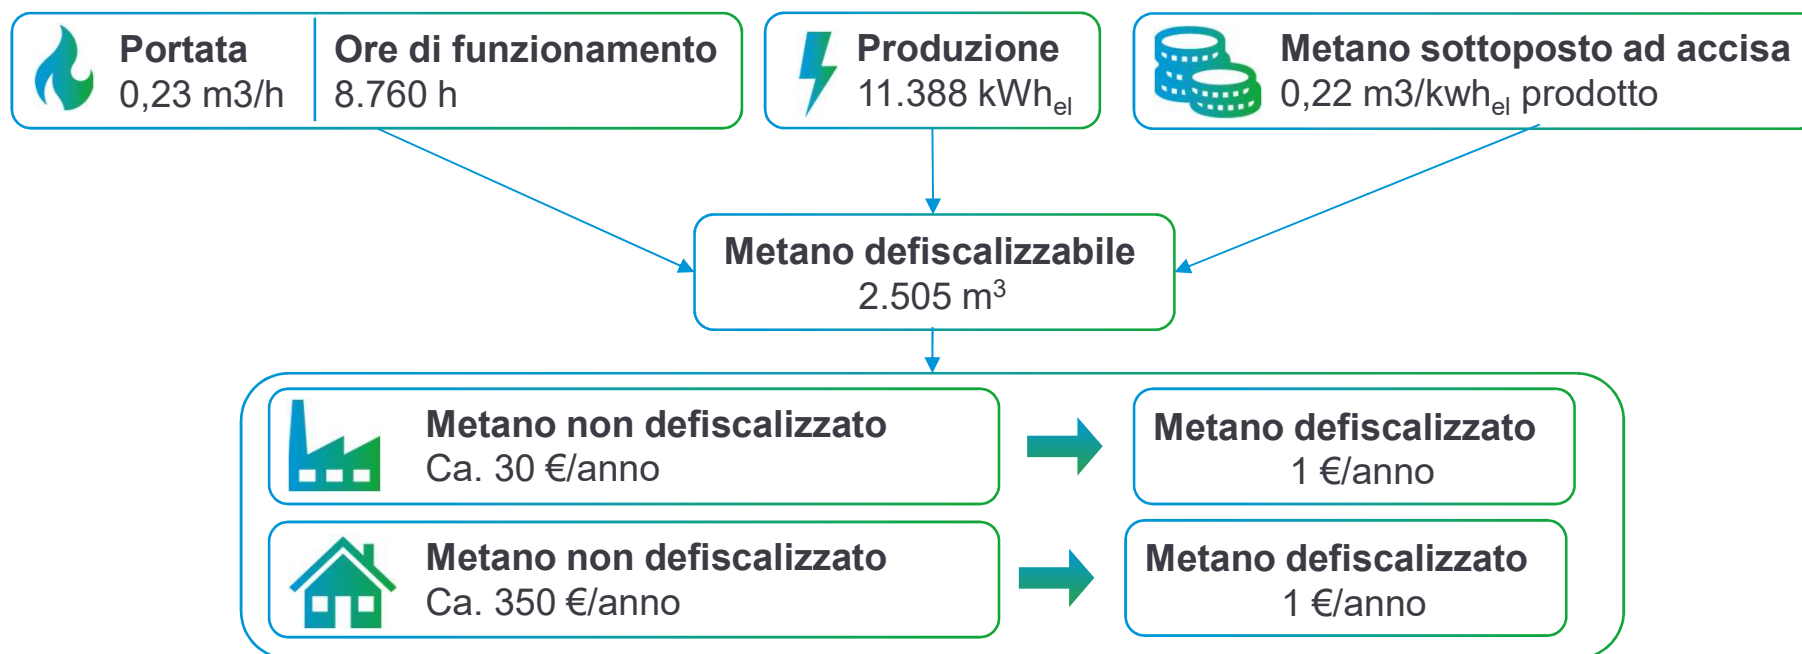 Portata
0,23 m3/h
Ore di funzionamento
8.760 h
Produzione
11.388 kWhel
Metano sottoposto ad accisa
0,22 m3/kwhel prodotto
Metano defiscalizzabile
2.505 m³
Metano non defiscalizzato
Ca. 30 €/anno
Metano defiscalizzato
1 €/anno
Metano non defiscalizzato
Ca. 350 €/anno
Metano defiscalizzato
1 €/anno